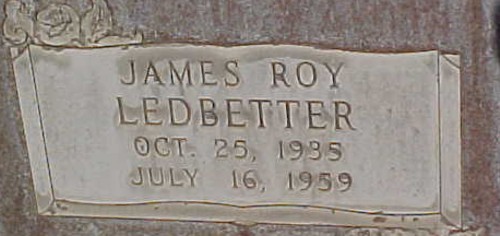 JAMES ROY
LEDBETTER
OCT. 25, 1935
JULY 16, 1959